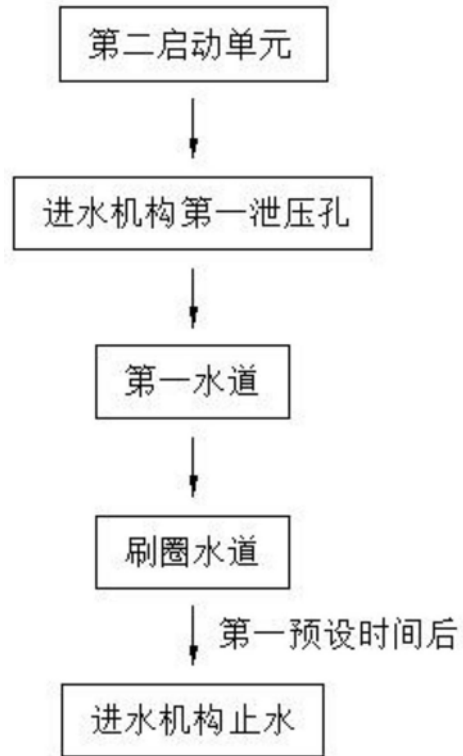 第二启动单元
进水机构第一泄压孔
第一水道
刷圈水道
第一预设时间后
进水机构止水